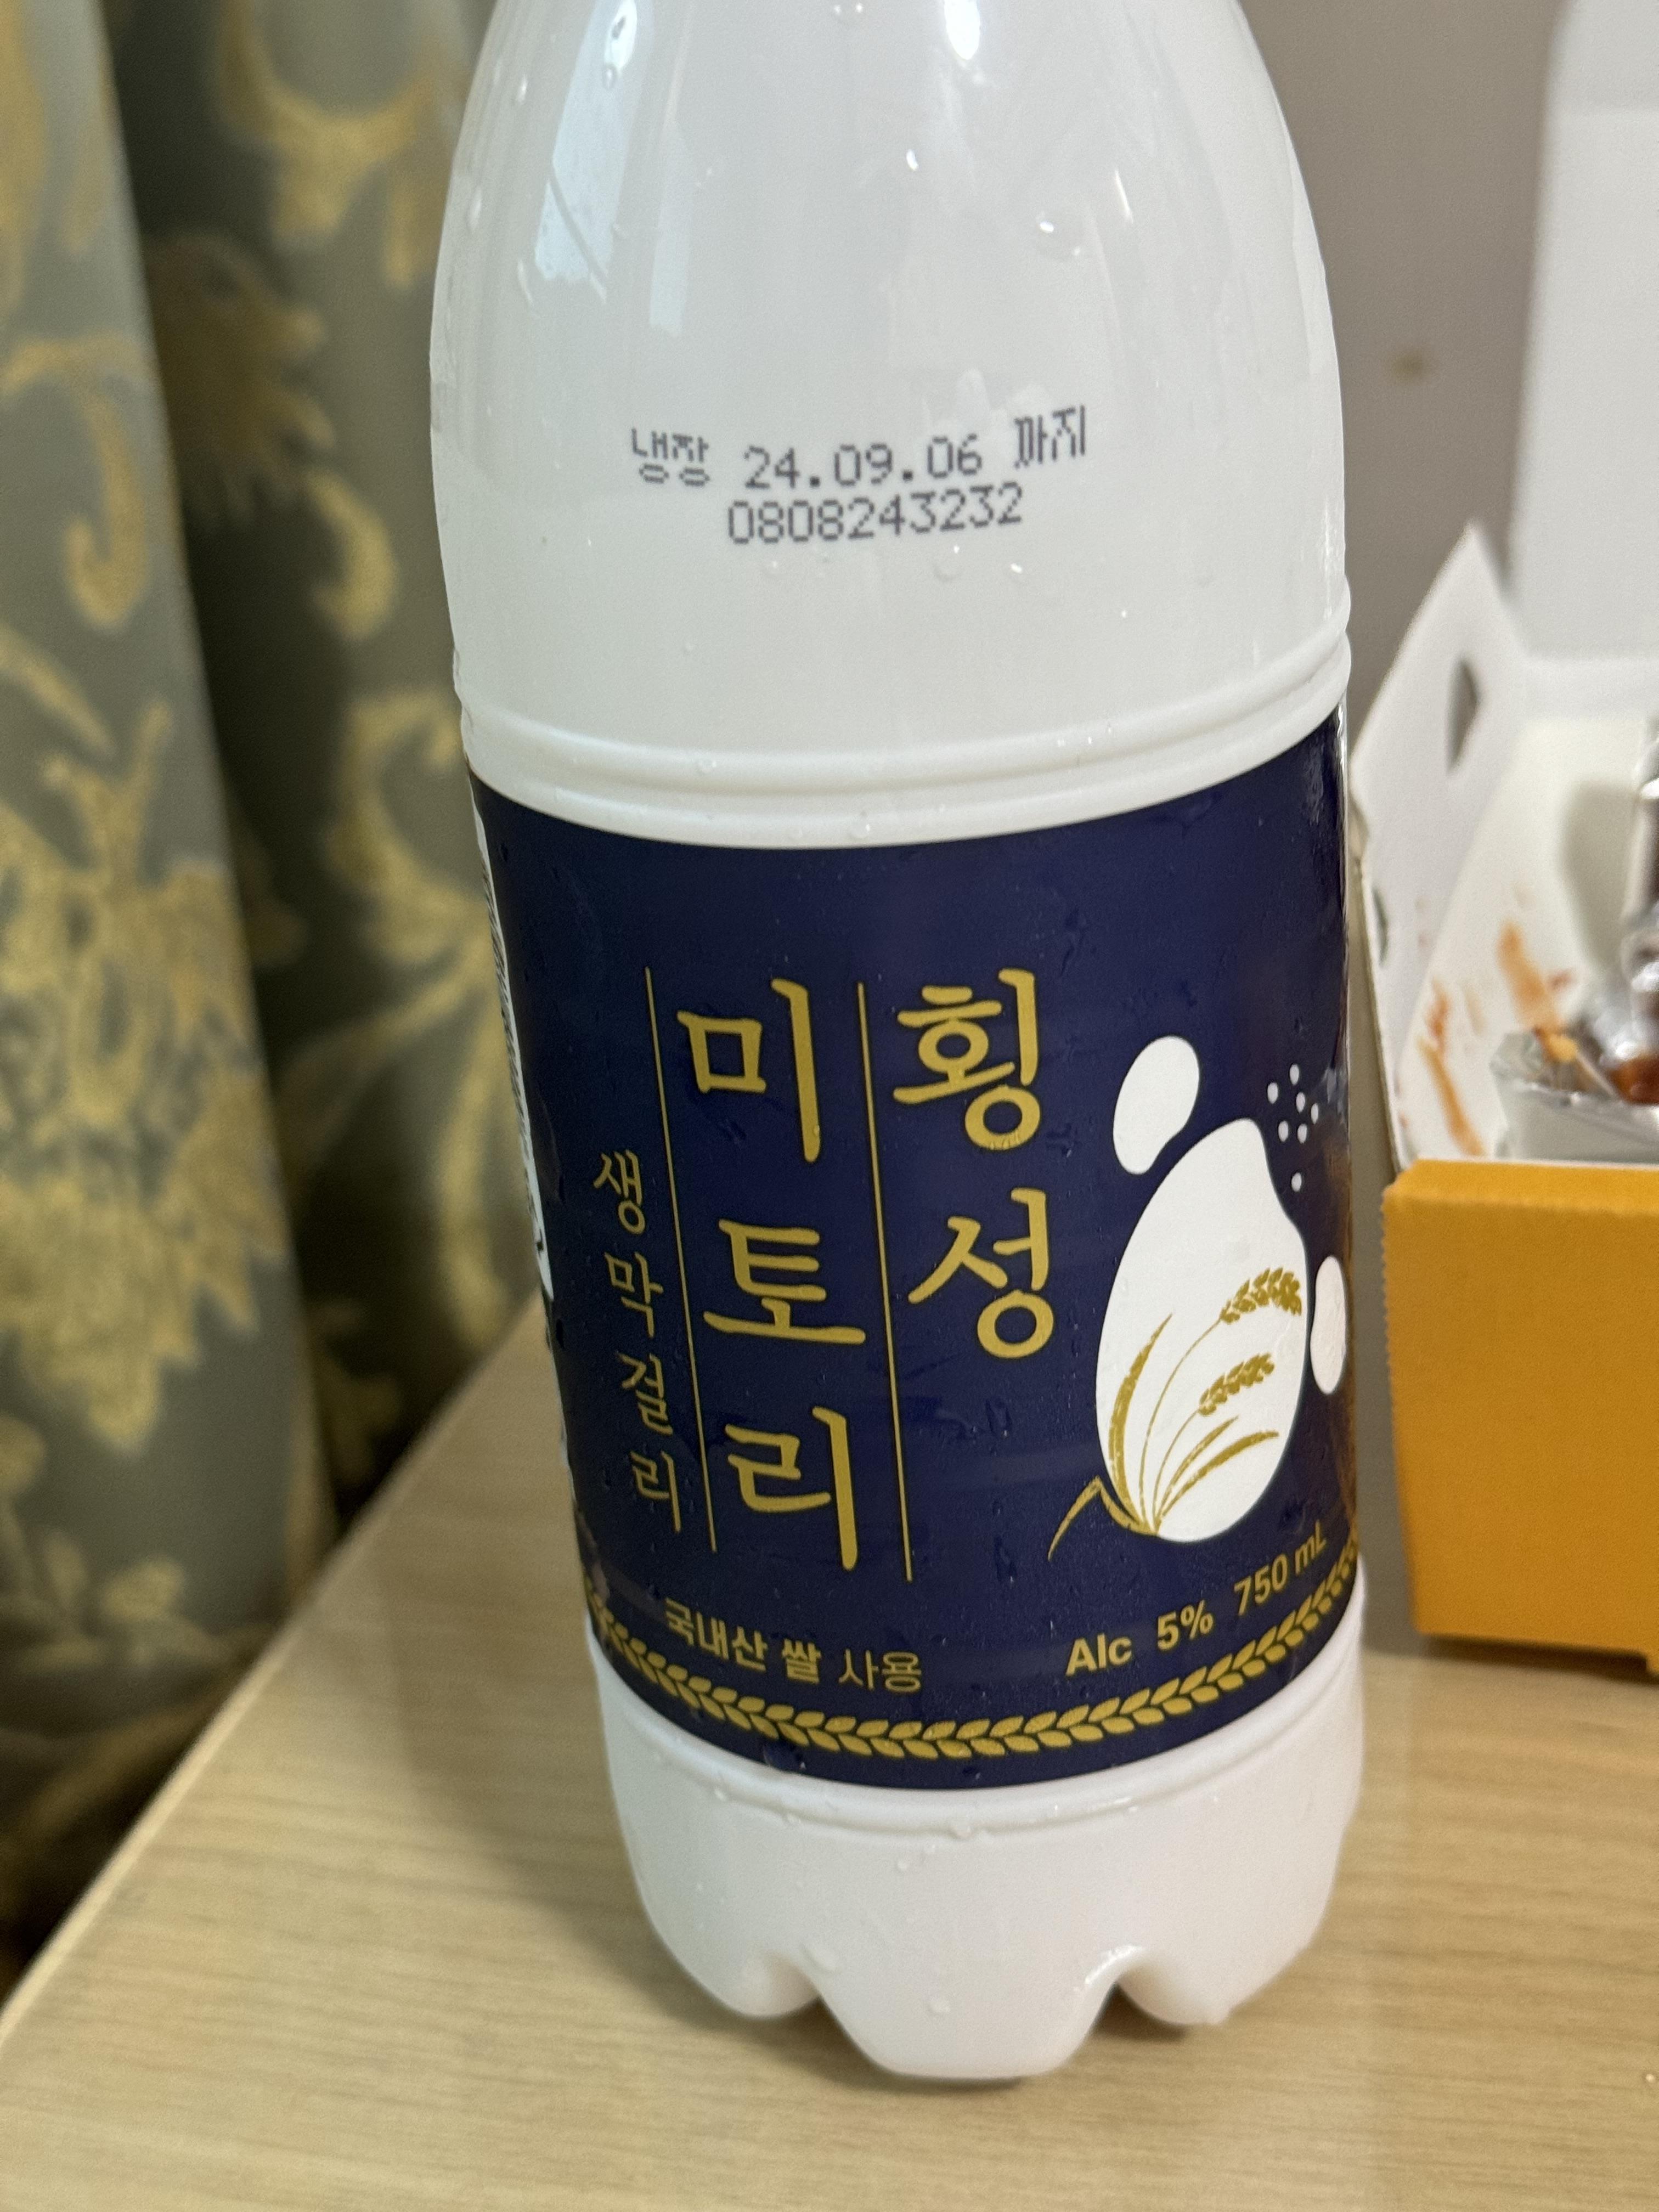 냉장 24.09.06 까지
0808243232
횡성
미토리
생막걸리
국내산 쌀 사용
Alc 5% 750 mL